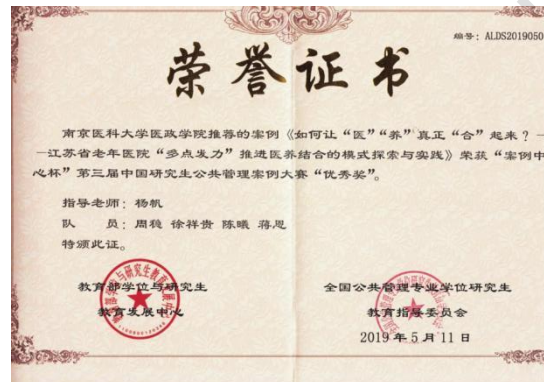 编号：ALDS2019050
荣誉证书
南京医科大学医政学院推荐的案例《如何让“医”“养”真正“合”起来？—
—江苏省老年医院“多点发力”推进医养结合的模式探索与实践》荣获“案例中
心杯”第三届中国研究生公共管理案例大赛“优秀奖”。
指导老师：杨帆
队 员：周稳 徐祥贵 陈曦 蒋恩
特颁此证。
教育部学位与研究生
教育发展中心
全国公共管理专业学位研究生
教育指导委员会
2019 年 5 月 11 日